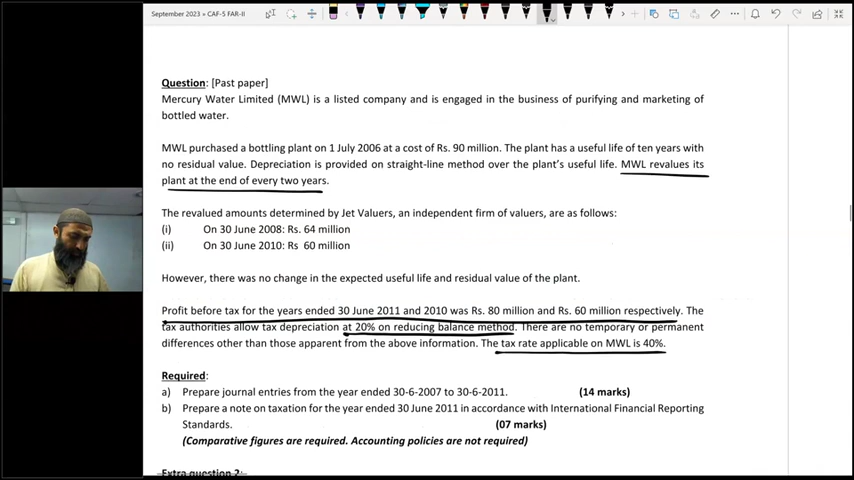 September 2023 » CAF-5 FAR-II
Question: [Past paper]
Mercury Water Limited (MWL) is a listed company and is engaged in the business of purifying and marketing of
bottled water.
MWL purchased a bottling plant on 1 July 2006 at a cost of Rs. 90 million. The plant has a useful life of ten years with
no residual value. Depreciation is provided on straight-line method over the plant's useful life. MWL revalues its
plant at the end of every two years.
The revalued amounts determined by Jet Valuers, an independent firm of valuers, are as follows:
(i) On 30 June 2008: Rs. 64 million
(ii) On 30 June 2010: Rs 60 million
However, there was no change in the expected useful life and residual value of the plant.
Profit before tax for the years ended 30 June 2011 and 2010 was Rs. 80 million and Rs. 60 million respectively. The
tax authorities allow tax depreciation at 20% on reducing balance method. There are no temporary or permanent
differences other than those apparent from the above information. The tax rate applicable on MWL is 40%.
Required:
a) Prepare journal entries from the year ended 30-6-2007 to 30-6-2011. (14 marks)
b) Prepare a note on taxation for the year ended 30 June 2011 in accordance with International Financial Reporting
Standards. (07 marks)
(Comparative figures are required. Accounting policies are not required)
Extra question 2: